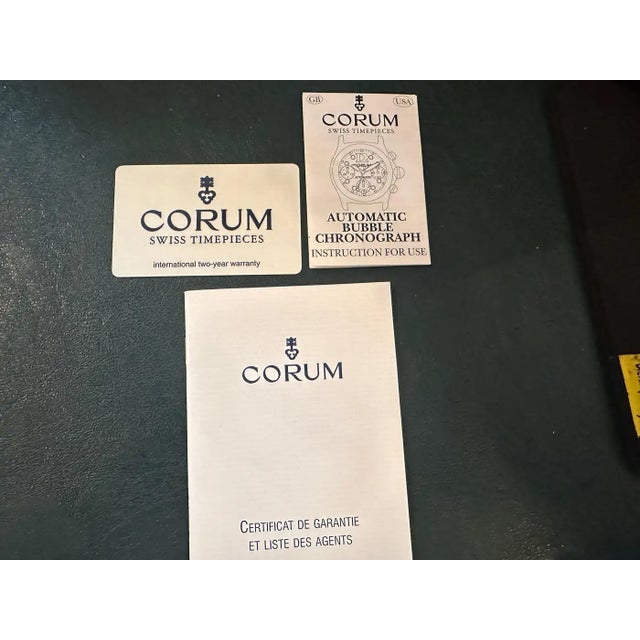 CORUM
SWISS TIMEPIECES
international two-year warranty
GB
USA
CORUM
SWISS TIMEPIECES
AUTOMATIC
BUBBLE
CHRONOGRAPH
INSTRUCTION FOR USE
CORUM
CERTIFICAT DE GARANTIE
ET LISTE DES AGENTS